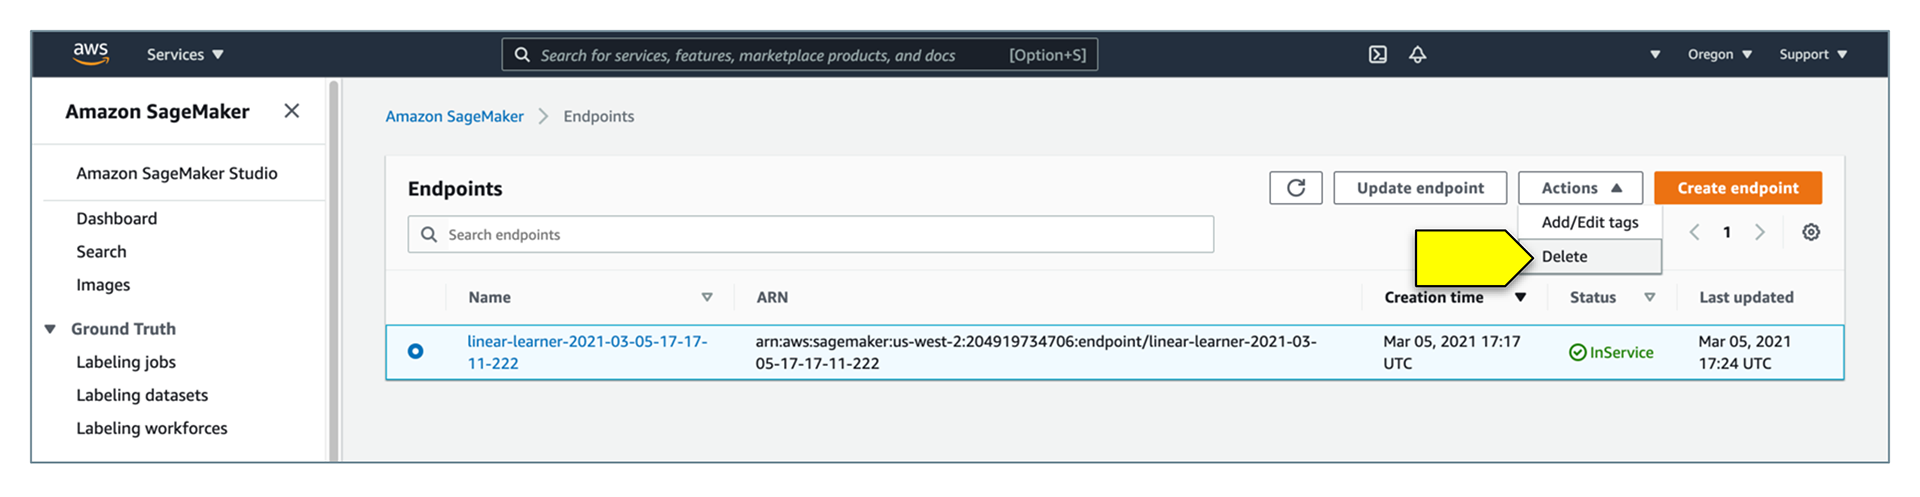 aws Services Search for services, features, marketplace products, and docs [Option+S] Oregon Support
Amazon SageMaker
Amazon SageMaker Studio
Dashboard
Search
Images
Ground Truth
Labeling jobs
Labeling datasets
Labeling workforces
Amazon SageMaker > Endpoints
Endpoints Update endpoint Actions Create endpoint
Add/Edit tags
Delete
Search endpoints 1
Name ARN Creation time Status Last updated
linear-learner-2021-03-05-17-17- arn:aws:sagemaker:us-west-2:204919734706:endpoint/linear-learner-2021-03- Mar 05, 2021 17:17 InService Mar 05, 2021
11-222 05-17-17-11-222 UTC 17:24 UTC